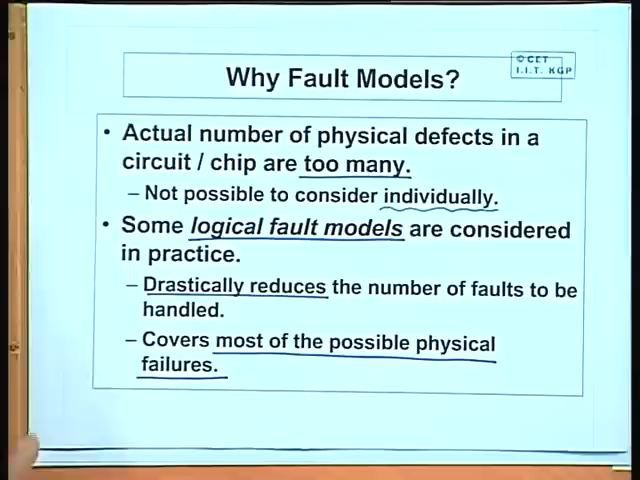 Why Fault Models?
© CET
I.I.T. KGP
• Actual number of physical defects in a
circuit / chip are too many.
– Not possible to consider individually.
• Some logical fault models are considered
in practice.
– Drastically reduces the number of faults to be
handled.
– Covers most of the possible physical
failures.